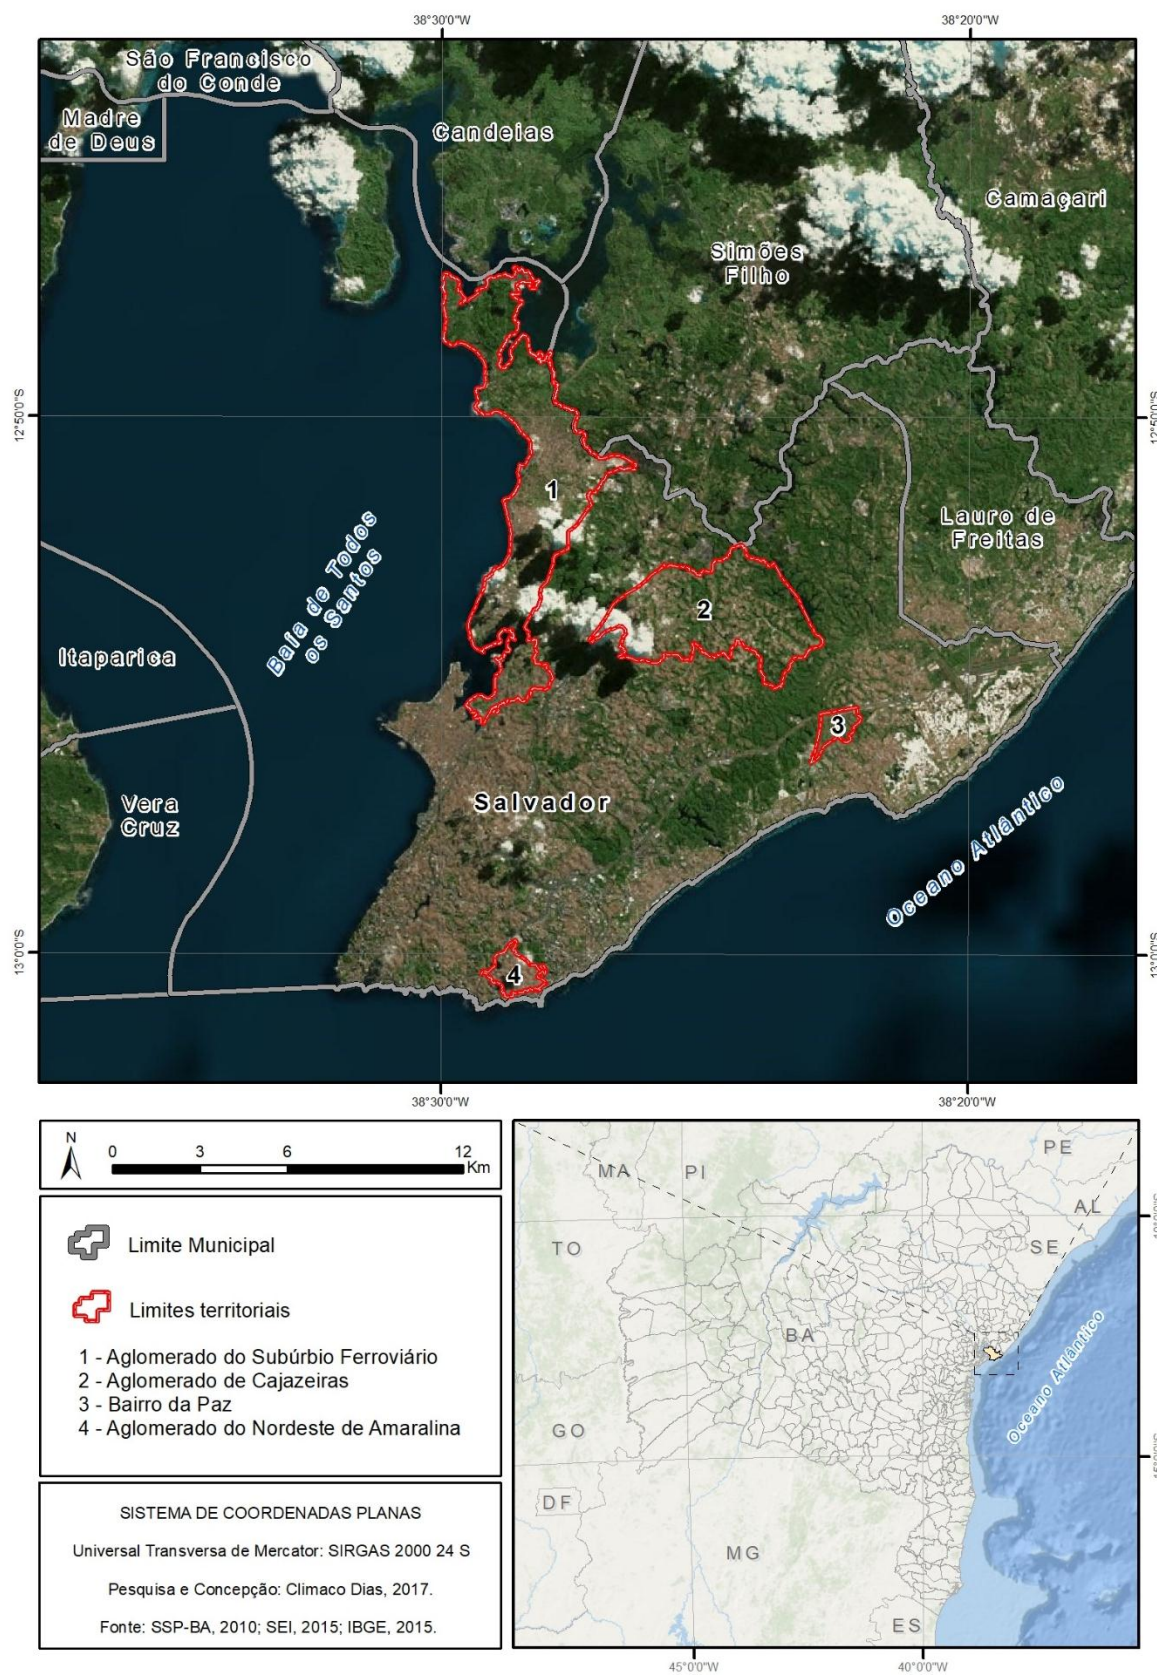 38°30'0"W
38°20'0"W
São Francisco
do Conde
Madre
de Deus
Candeias
Camaçari
Simões
Filho
12°50'0"S
12°50'0"S
1
Lauro de
Freitas
Baía de Todos
os Santos
2
Itaparica
3
Vera
Cruz
Salvador
Oceano Atlântico
13°0'0"S
13°0'0"S
4
38°30'0"W
38°20'0"W
N
0 3 6 12
Km
Limite Municipal
Limites territoriais
1 - Aglomerado do Subúrbio Ferroviário
2 - Aglomerado de Cajazeiras
3 - Bairro da Paz
4 - Aglomerado do Nordeste de Amaralina
SISTEMA DE COORDENADAS PLANAS
Universal Transversa de Mercator: SIRGAS 2000 24 S
Pesquisa e Concepção: Climaco Dias, 2017.
Fonte: SSP-BA, 2010; SEI, 2015; IBGE, 2015.
PE
MA
PI
AL
TO
SE
BA
Oceano Atlântico
GO
DF
MG
ES
10°0'0"S
15°0'0"S
45°0'0"W
40°0'0"W